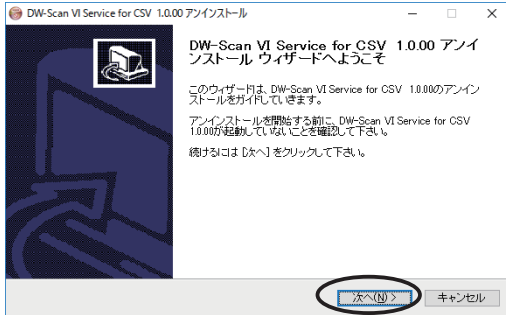 DW-Scan VI Service for CSV 1.0.00 アンインストール
DW-Scan VI Service for CSV 1.0.00 アンイ
ンストール ウィザードへようこそ
このウィザードは、DW-Scan VI Service for CSV 1.0.00のアンイン
ストールをガイドしていきます。
アンインストールを開始する前に、DW-Scan VI Service for CSV
1.0.00が起動していないことを確認して下さい。
続けるには [次へ] をクリックして下さい。
次へ(N) >
キャンセル